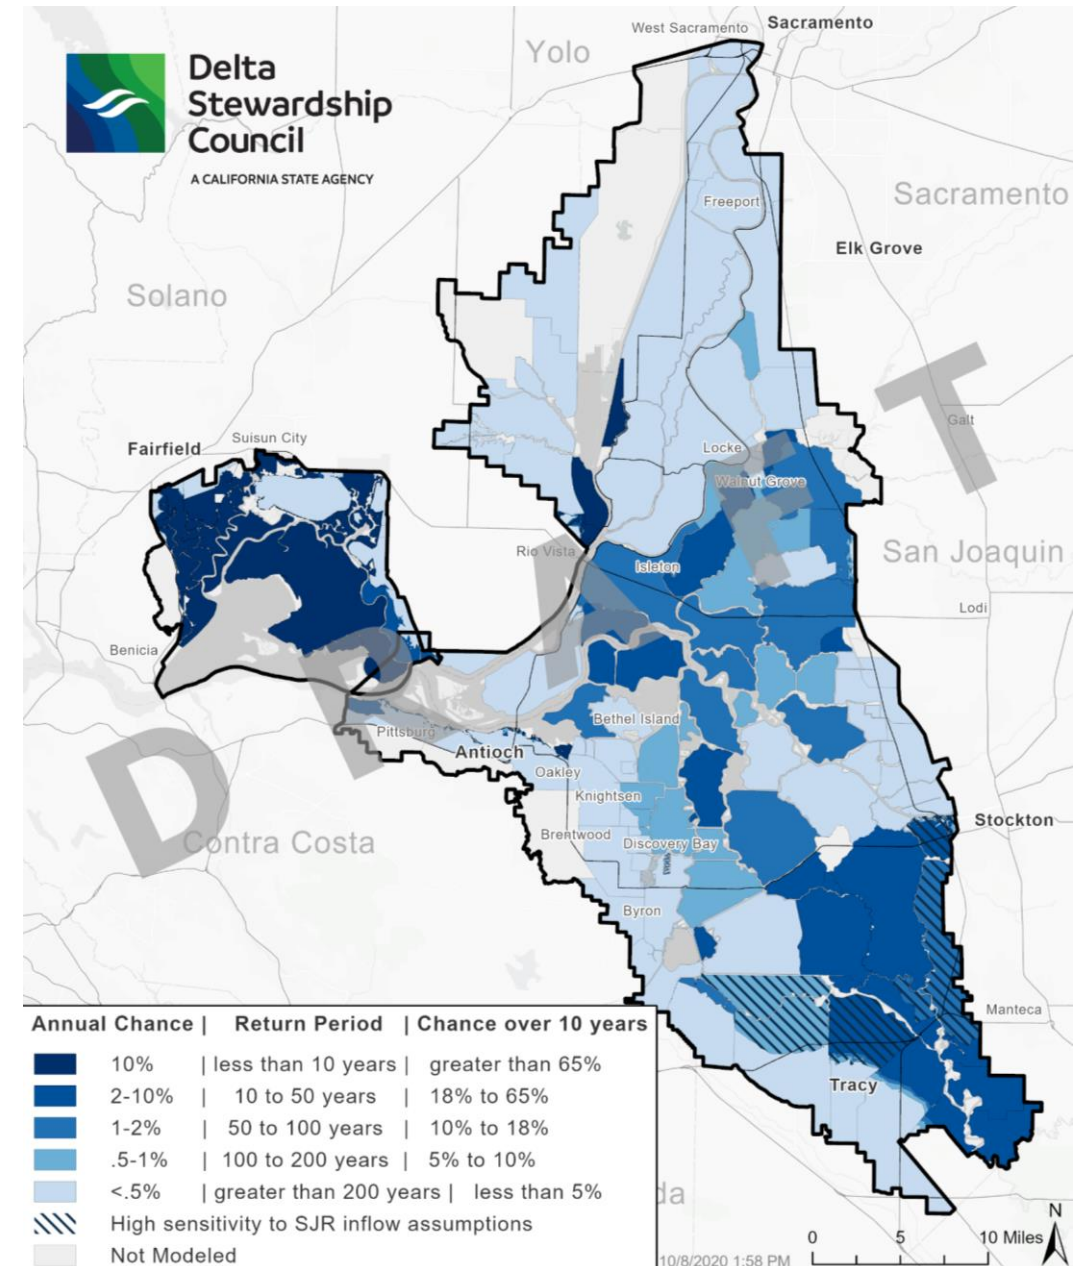 Delta
Stewardship
Council
A CALIFORNIA STATE AGENCY
Yolo
West Sacramento
Sacramento
Sacramento
Freeport
Elk Grove
Solano
Galt
Fairfield
Suisun City
Locke
Walnut Grove
San Joaquin
Rio Vista
Isleton
Lodi
Benicia
DRAFT
Bethel Island
Pittsburg
Antioch
Oakley
Knightsen
Stockton
Contra Costa
Brentwood
Discovery Bay
Byron
Manteca
Tracy
da
Annual Chance | Return Period | Chance over 10 years
10% | less than 10 years | greater than 65%
2-10% | 10 to 50 years | 18% to 65%
1-2% | 50 to 100 years | 10% to 18%
.5-1% | 100 to 200 years | 5% to 10%
<.5% | greater than 200 years | less than 5%
High sensitivity to SJR inflow assumptions
Not Modeled
N
0 5 10 Miles
10/8/2020 1:58 PM